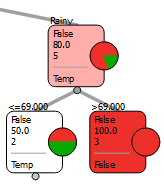 Rainy
False
80.0
5
Temp
<=69.000
False
50.0
2
Temp
>69.000
False
100.0
3
False